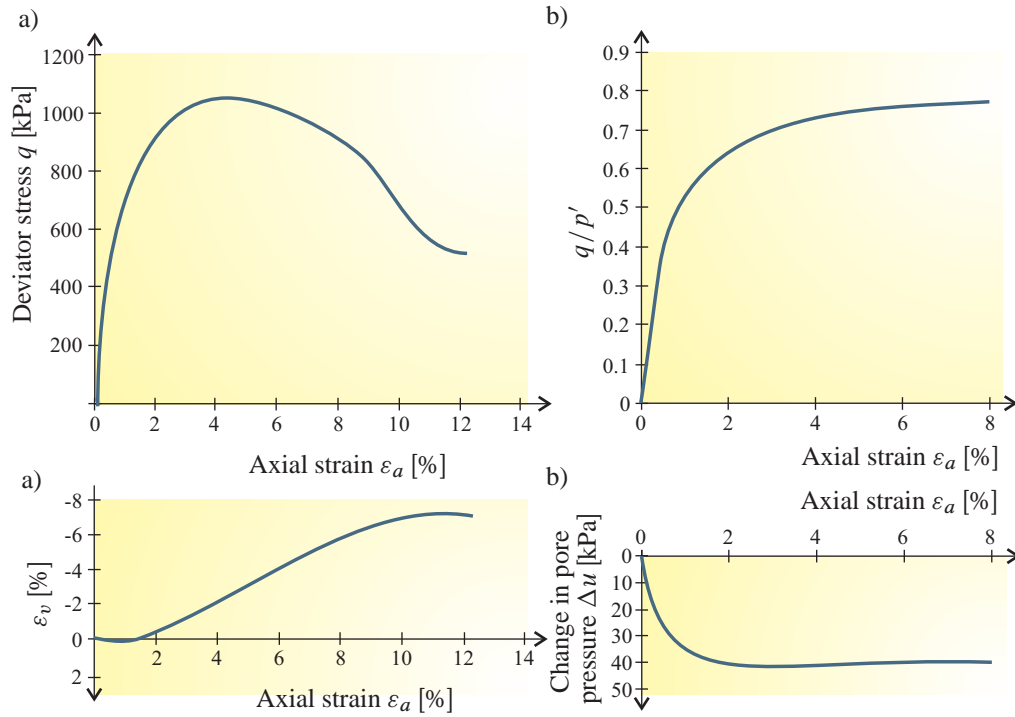 a)
1200
1000
800
600
400
200
Deviator stress q [kPa]
0 2 4 6 8 10 12 14
Axial strain εₐ [%]
b)
0.9
0.8
0.7
0.6
0.5
0.4
0.3
0.2
0.1
0
q/p′
0 2 4 6 8
Axial strain εₐ [%]
a)
-8
-6
-4
-2
0
2
εᵥ [%]
2 4 6 8 10 12 14
Axial strain εₐ [%]
b)
Axial strain εₐ [%]
0 2 4 6 8
0
10
20
30
40
50
Change in pore
pressure Δu [kPa]